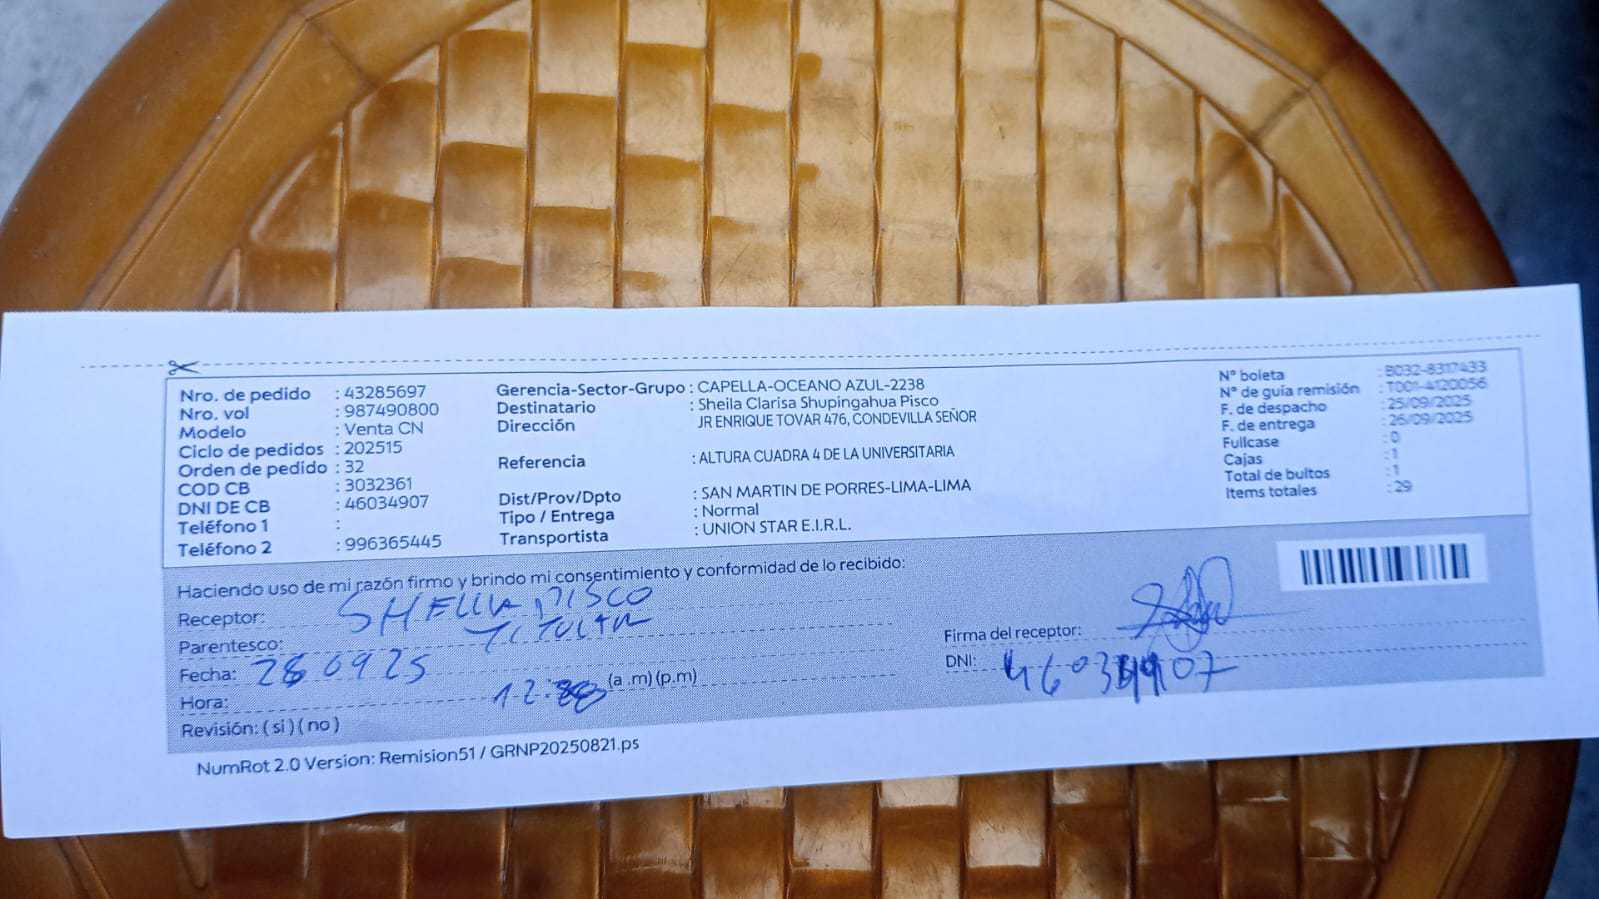 Nro. de pedido : 43285697
Nro. vol : 987490800
Modelo : Venta CN
Ciclo de pedidos : 202515
Orden de pedido : 32
COD CB : 3032361
DNI DE CB : 46034907
Teléfono 1 :
Teléfono 2 : 996365445
Gerencia-Sector-Grupo : CAPELLA-OCEANO AZUL-2238
Destinatario : Sheila Clarisa Shupingahua Pisco
Dirección JR ENRIQUE TOVAR 476, CONDEVILLA SEÑOR
Referencia : ALTURA CUADRA 4 DE LA UNIVERSITARIA
Dist/Prov/Dpto : SAN MARTIN DE PORRES-LIMA-LIMA
Tipo / Entrega : Normal
Transportista : UNION STAR E.I.R.L.
N° boleta : B032-8317433
N° de guía remisión : T001-4120056
F. de despacho : 25/09/2025
F. de entrega : 26/09/2025
Fullcase : 0
Cajas : 1
Total de bultos : 1
Items totales : 29
Haciendo uso de mi razón firmo y brindo mi consentimiento y conformidad de lo recibido:
Receptor: SHEILA PISCO
Parentesco: TITULAR
Fecha: 26 09 25
Hora: 12: (a .m) (p.m)
Revisión: ( si ) ( no )
Firma del receptor:
DNI: 46034907
NumRot 2.0 Version: Remision51 / GRNP20250821.ps